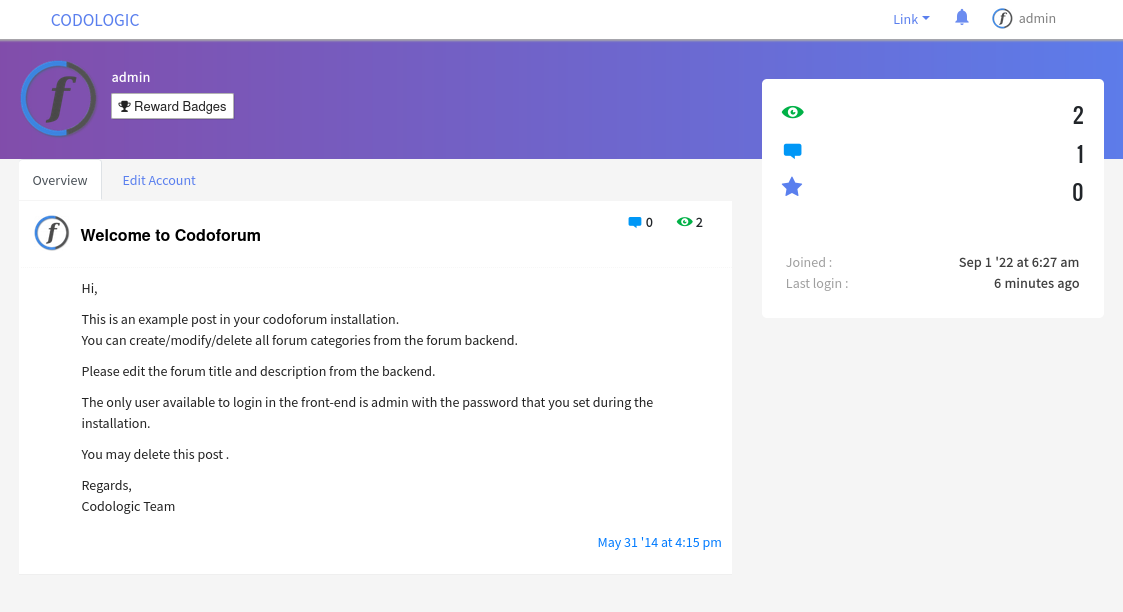 CODOLOGIC
Link
admin
admin
Reward Badges
2
1
0
Joined : Sep 1 '22 at 6:27 am
Last login : 6 minutes ago
Overview Edit Account
Welcome to Codoforum
0 2
Hi,
This is an example post in your codoforum installation.
You can create/modify/delete all forum categories from the forum backend.
Please edit the forum title and description from the backend.
The only user available to login in the front-end is admin with the password that you set during the
installation.
You may delete this post .
Regards,
Codologic Team
May 31 '14 at 4:15 pm